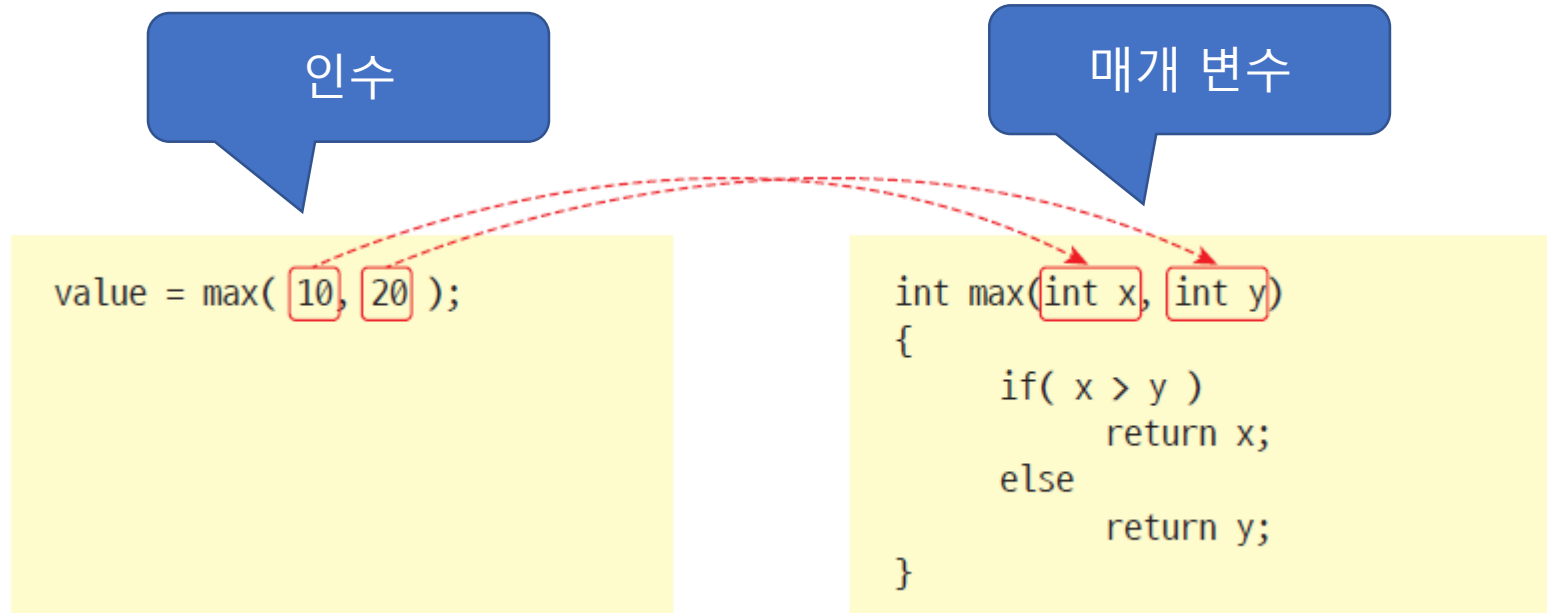 인수
매개 변수
value = max( 10, 20 );
int max(int x, int y)
{
if( x > y )
return x;
else
return y;
}